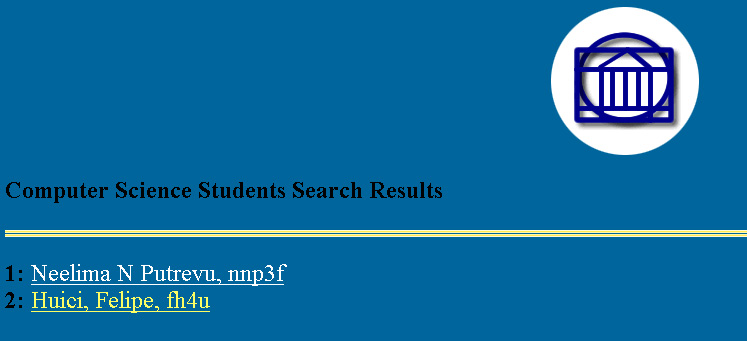 Computer Science Students Search Results
1: Neelima N Putrevu, nnp3f
2: Huici, Felipe, fh4u